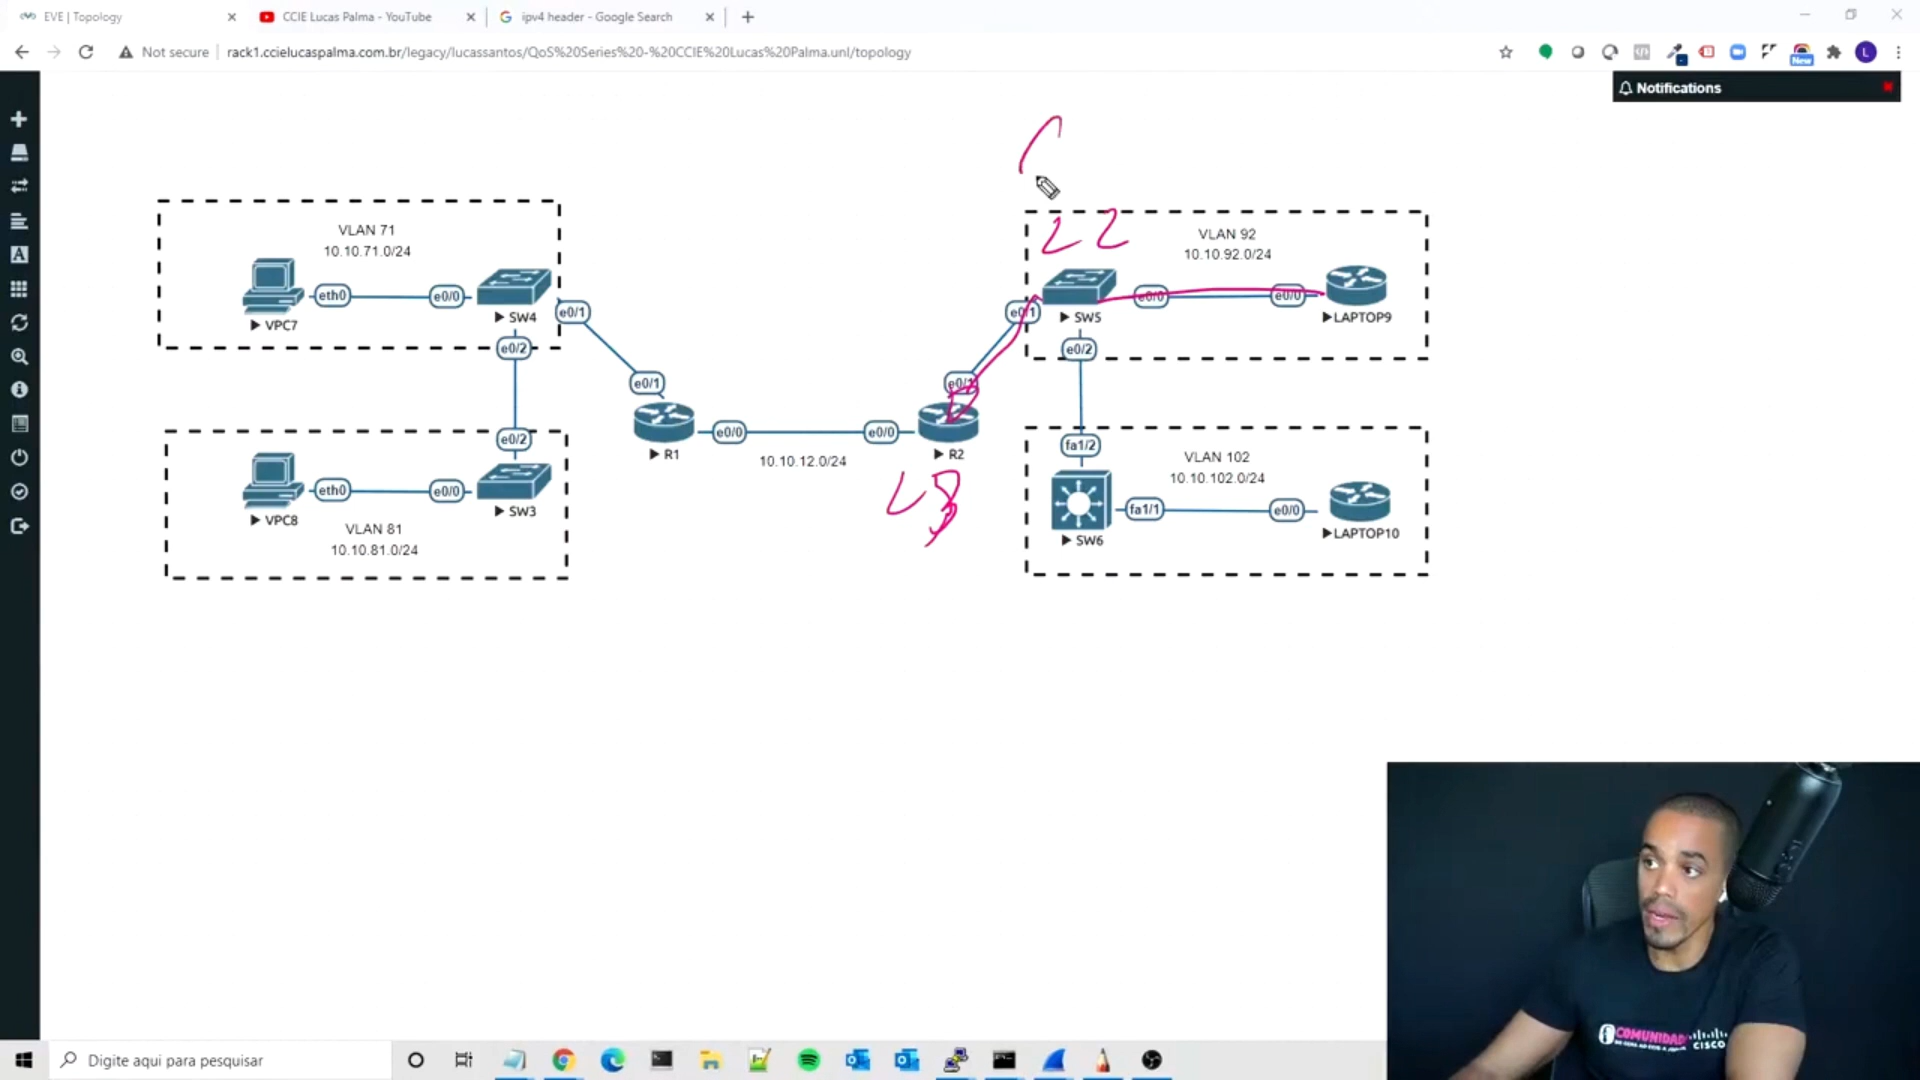 EVE | Topology
CCIE Lucas Palma - YouTube
ipv4 header - Google Search
Not secure
rack1.ccielucaspalma.com.br/legacy/lucassantos/QoS%20Series%20-%20CCIE%20Lucas%20Palma.unl/topology
L
New
Notifications
VLAN 71
10.10.71.0/24
eth0
e0/0
VPC7
SW4
e0/1
e0/2
e0/2
eth0
e0/0
VPC8
SW3
VLAN 81
10.10.81.0/24
e0/1
R1
e0/0
10.10.12.0/24
e0/0
R2
e0/1
L3
22
VLAN 92
10.10.92.0/24
e0/1
SW5
e0/0
e0/0
LAPTOP9
e0/2
fa1/2
VLAN 102
10.10.102.0/24
SW6
fa1/1
e0/0
LAPTOP10
COMUNIDADE
CISCO
Digite aqui para pesquisar